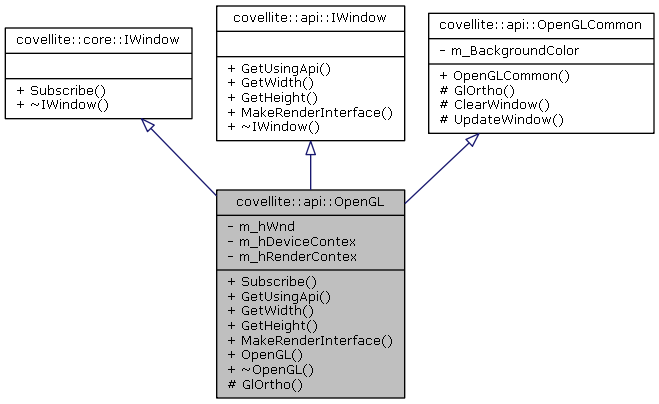 covellite::core::IWindow
+ Subscribe()
+ ~IWindow()
covellite::api::IWindow
+ GetUsingApi()
+ GetWidth()
+ GetHeight()
+ MakeRenderInterface()
+ ~IWindow()
covellite::api::OpenGLCommon
- m_BackgroundColor
+ OpenGLCommon()
# GlOrtho()
# ClearWindow()
# UpdateWindow()
covellite::api::OpenGL
- m_hWnd
- m_hDeviceContex
- m_hRenderContex
+ Subscribe()
+ GetUsingApi()
+ GetWidth()
+ GetHeight()
+ MakeRenderInterface()
+ OpenGL()
+ ~OpenGL()
# GlOrtho()